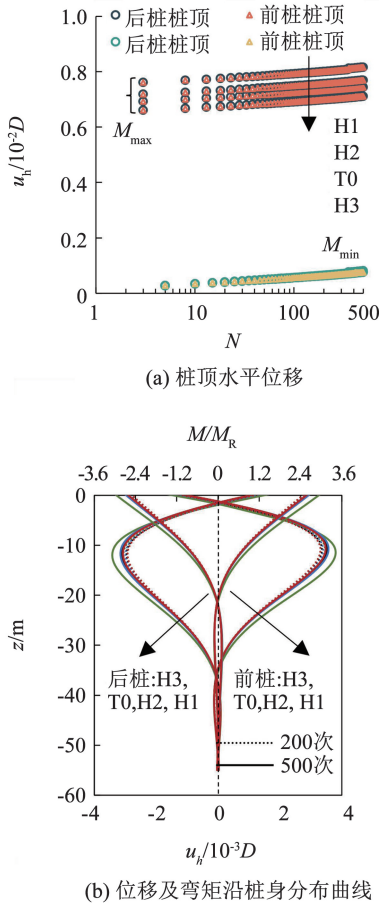 后桩桩顶 前桩桩顶
后桩桩顶 前桩桩顶
1.0
0.8
0.6
0.4
0.2
0
u_h/10⁻²D
M_max
H1
H2
T0
H3
M_min
1 10 100 500
N
(a) 桩顶水平位移
M/M_R
-3.6 -2.4 -1.2 0 1.2 2.4 3.6
0
-10
-20
-30
-40
-50
-60
z/m
后桩:H3,
T0,H2, H1
前桩:H3,
T0,H2, H1
200次
500次
-4 -2 0 2 4
u_h/10⁻³D
(b) 位移及弯矩沿桩身分布曲线